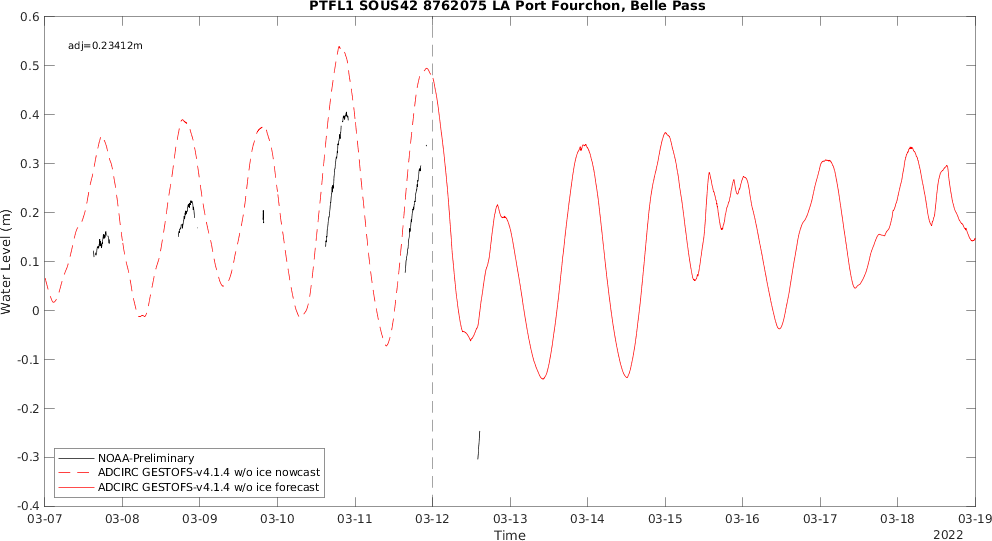 PTFL1 SOUS42 8762075 LA Port Fourchon, Belle Pass
adj=0.23412m
Water Level (m)
0.6
0.5
0.4
0.3
0.2
0.1
0
-0.1
-0.2
-0.3
-0.4
NOAA-Preliminary
ADCIRC GESTOFS-v4.1.4 w/o ice nowcast
ADCIRC GESTOFS-v4.1.4 w/o ice forecast
03-07 03-08 03-09 03-10 03-11 03-12 03-13 03-14 03-15 03-16 03-17 03-18 03-19
Time
2022